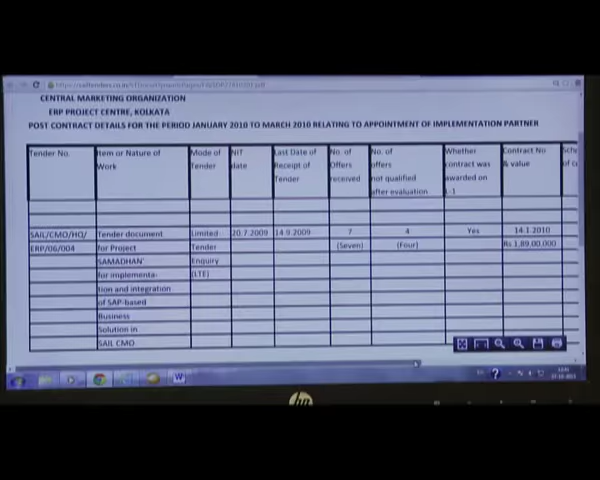 CENTRAL MARKETING ORGANIZATION
ERP PROJECT CENTRE, KOLKATA
POST CONTRACT DETAILS FOR THE PERIOD JANUARY 2010 TO MARCH 2010 RELATING TO APPOINTMENT OF IMPLEMENTATION PARTNER
Tender No. Item or Nature of Mode of NIT Last Date of No. of No. of Whether Contract No
Work Tender date Receipt of Offers offers contract was & value
Tender received not qualified awarded on
after evaluation L-1
SAIL/CMO/HQ/ Tender document Limited 20.7.2009 14.9.2009 7 4 Yes 14.1.2010
ERP/06/004 for Project Tender (Seven) (Four) Rs.1,89,00,000
SAMADHAN' Enquiry
for implementa- (LTE)
tion and integration
of SAP-based
Business
Solution in
SAIL CMO
hp